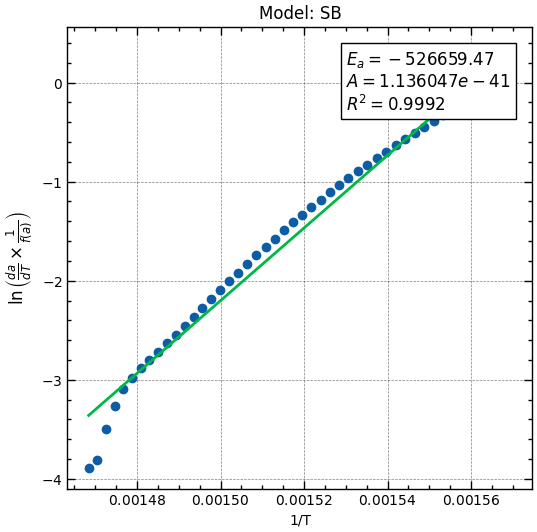 Model: SB
E_a = −526659.47
A = 1.136047e − 41
R^2 = 0.9992
0
−1
−2
−3
−4
ln(da/dT × 1/f(a))
0.00148 0.00150 0.00152 0.00154 0.00156
1/T